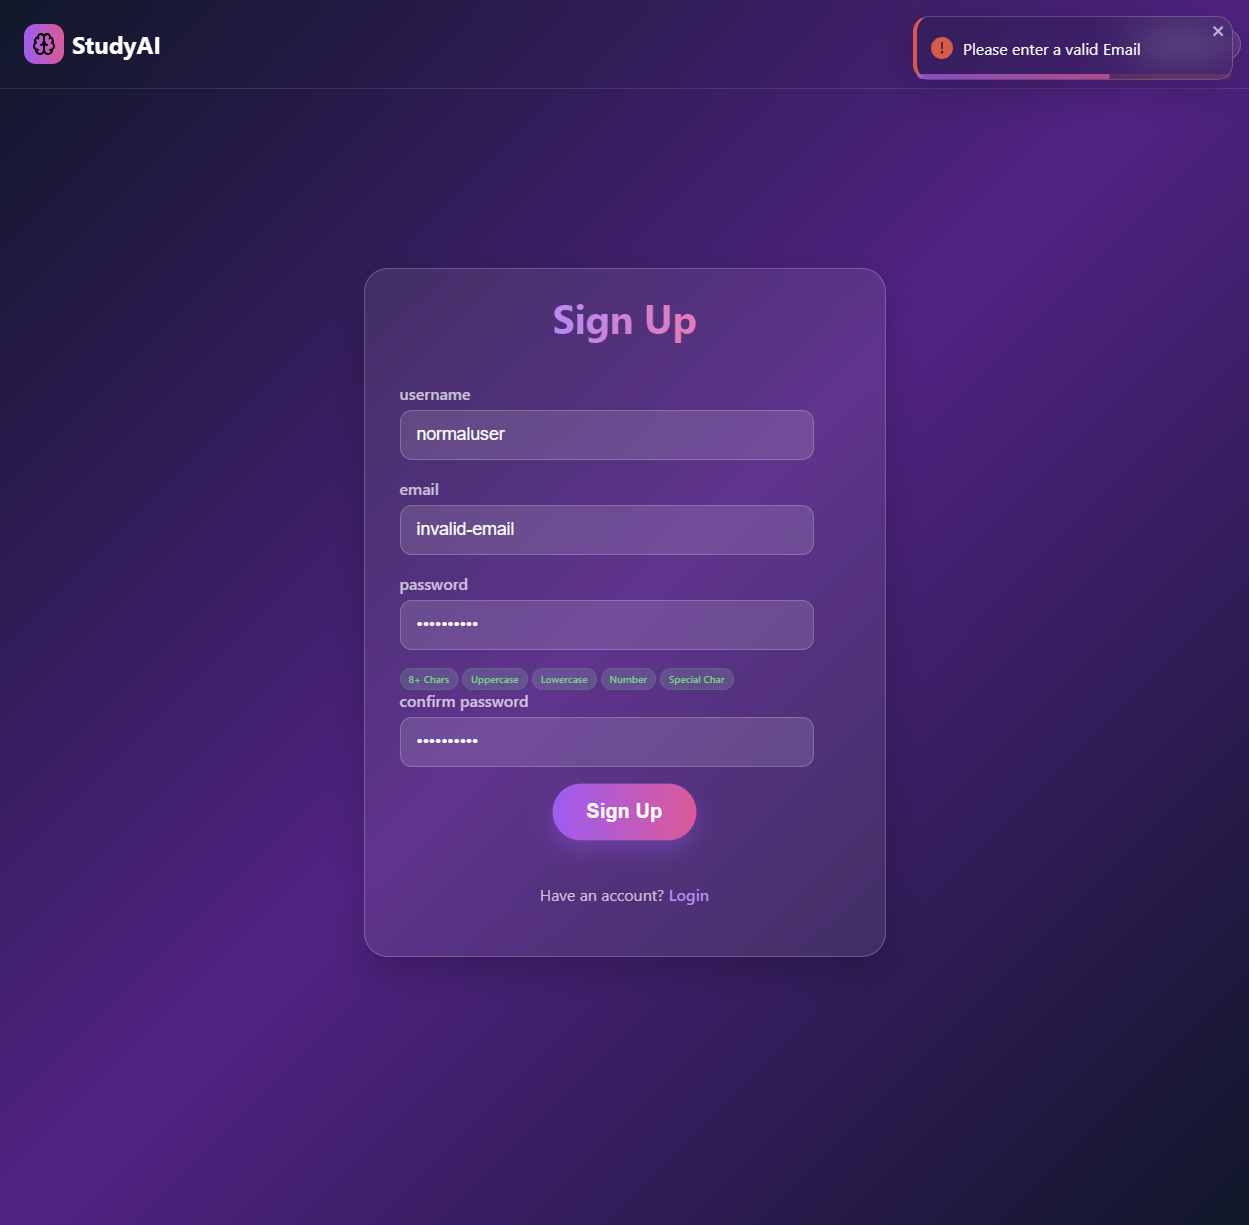 StudyAI
Please enter a valid Email
Sign Up
username
normaluser
email
invalid-email
password
••••••••••
8+ Chars Uppercase Lowercase Number Special Char
confirm password
••••••••••
Sign Up
Have an account? Login